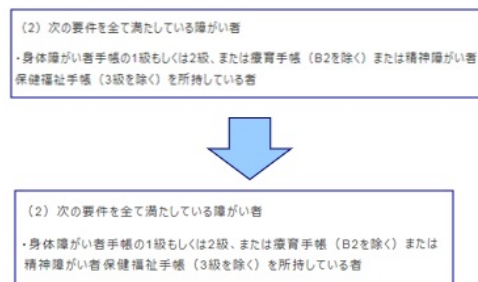 （2）次の要件を全て満たしている障がい者
・身体障がい者手帳の1級もしくは2級、または療育手帳（B2を除く）または精神障がい者
保健福祉手帳（3級を除く）を所持している者
（2）次の要件を全て満たしている障がい者
・身体障がい者手帳の1級もしくは2級、または療育手帳（B2を除く）または
精神障がい者保健福祉手帳（3級を除く）を所持している者